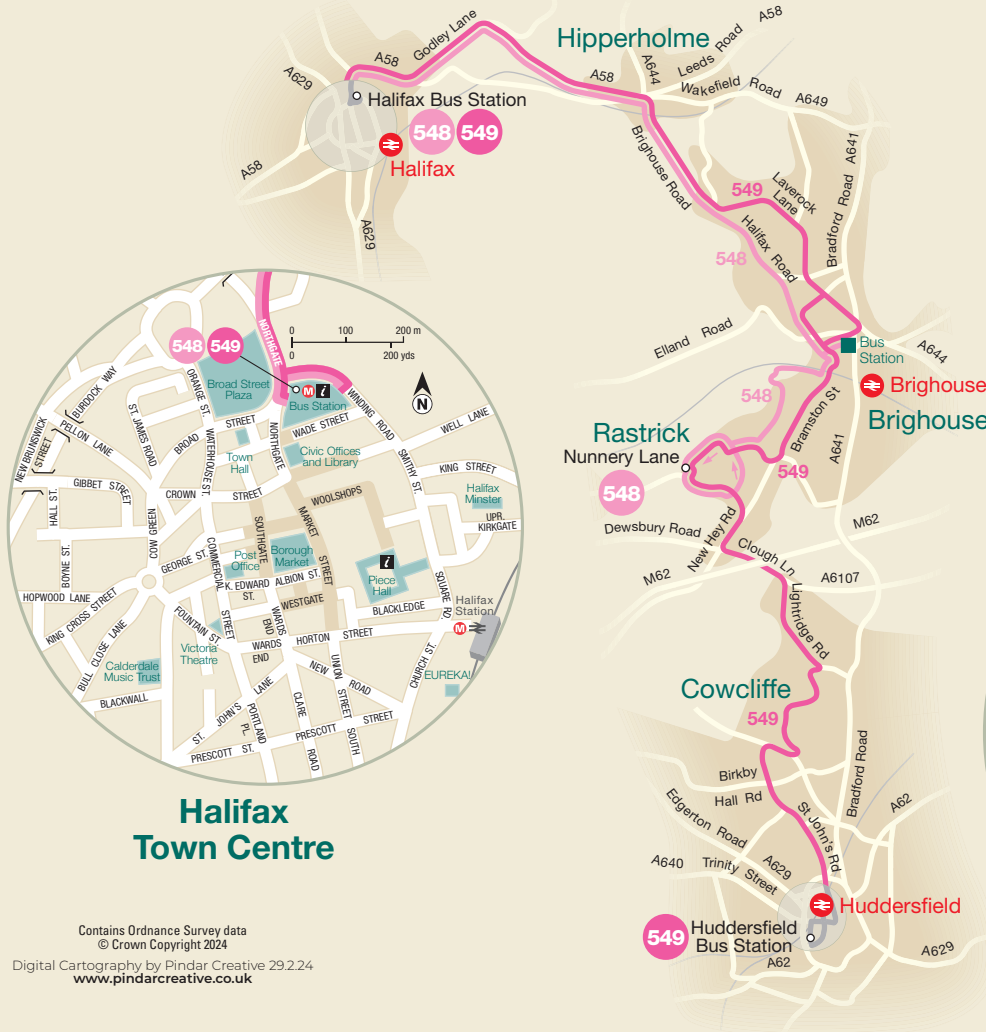 Hipperholme
A58
Godley Lane
A58
A58
A644
Leeds Road
Wakefield Road
A649
A629
Halifax Bus Station
548
549
Halifax
A58
A629
Brighouse Road
A641
Bradford Road
549
Laverock
Lane
548
Halifax Road
Elland Road
Bus
Station
A644
Brighouse
Brighouse
548
Bramston St
A641
Rastrick
Nunnery Lane
549
548
Dewsbury Road
New Hey Rd
M62
Clough Ln
M62
A6107
Lightridge Rd
Cowcliffe
549
Birkby
Hall Rd
Bradford Road
St John's Rd
A62
Edgerton Road
A640
Trinity Street
A629
Huddersfield
549
Huddersfield
Bus Station
A62
A629
548
549
NORTHGATE
0 100 200 m
0 200 yds
N
Broad Street
Plaza
M
i
Bus Station
BURDOCK WAY
ORANGE ST.
WINDING
ROAD
WADE STREET
WELL LANE
NEW BRUNSWICK
STREET
PELLON LANE
ST. JAMES ROAD
BROAD STREET
WATERHOUSE ST.
NORTHGATE
Town
Hall
Civic Offices
and Library
SMITHY ST.
KING STREET
GIBBET STREET
HALL ST.
CROWN STREET
WOOLSHOPS
Halifax
Minster
UPR.
KIRKGATE
COW GREEN
SOUTHGATE
MARKET STREET
BOYNE ST.
GEORGE ST.
COMMERCIAL STREET
Post
Office
Borough
Market
i
Piece
Hall
K. EDWARD ST.
ALBION ST.
SQUARE RD.
HOPWOOD LANE
KING CROSS STREET
WESTGATE
BLACKLEDGE
Halifax
Station
M
FOUNTAIN ST.
WARDS
END
WARDS
END
HORTON STREET
BULL CLOSE LANE
Victoria
Theatre
CHURCH ST.
Calderdale
Music Trust
NEW ROAD
UNION STREET SOUTH
EUREKA!
BLACKWALL
ST. JOHN'S LANE
PORTLAND
PL.
CLARE ROAD
PRESCOTT STREET
PRESCOTT ST.
Halifax
Town Centre
Contains Ordnance Survey data
© Crown Copyright 2024
Digital Cartography by Pindar Creative 29.2.24
www.pindarcreative.co.uk